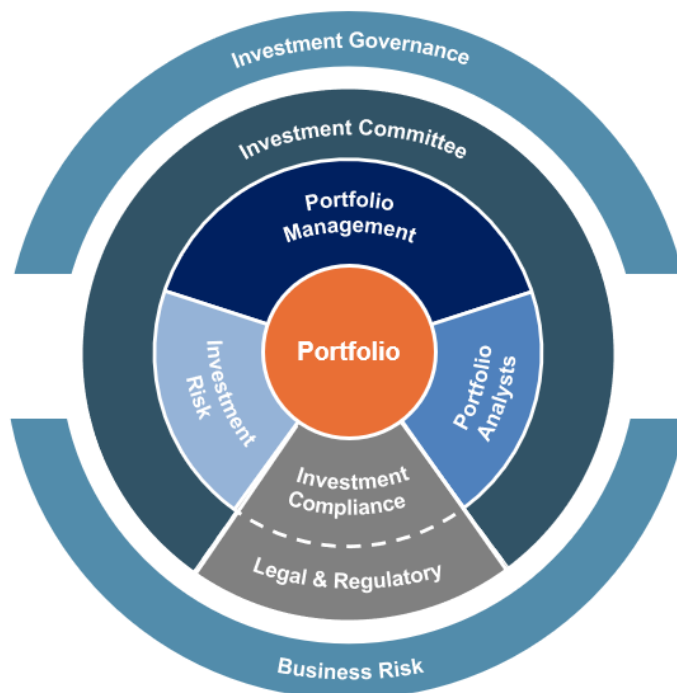 Investment Governance
Investment Committee
Portfolio
Management
Portfolio
Investment
Risk
Portfolio
Analysts
Investment
Compliance
Legal & Regulatory
Business Risk